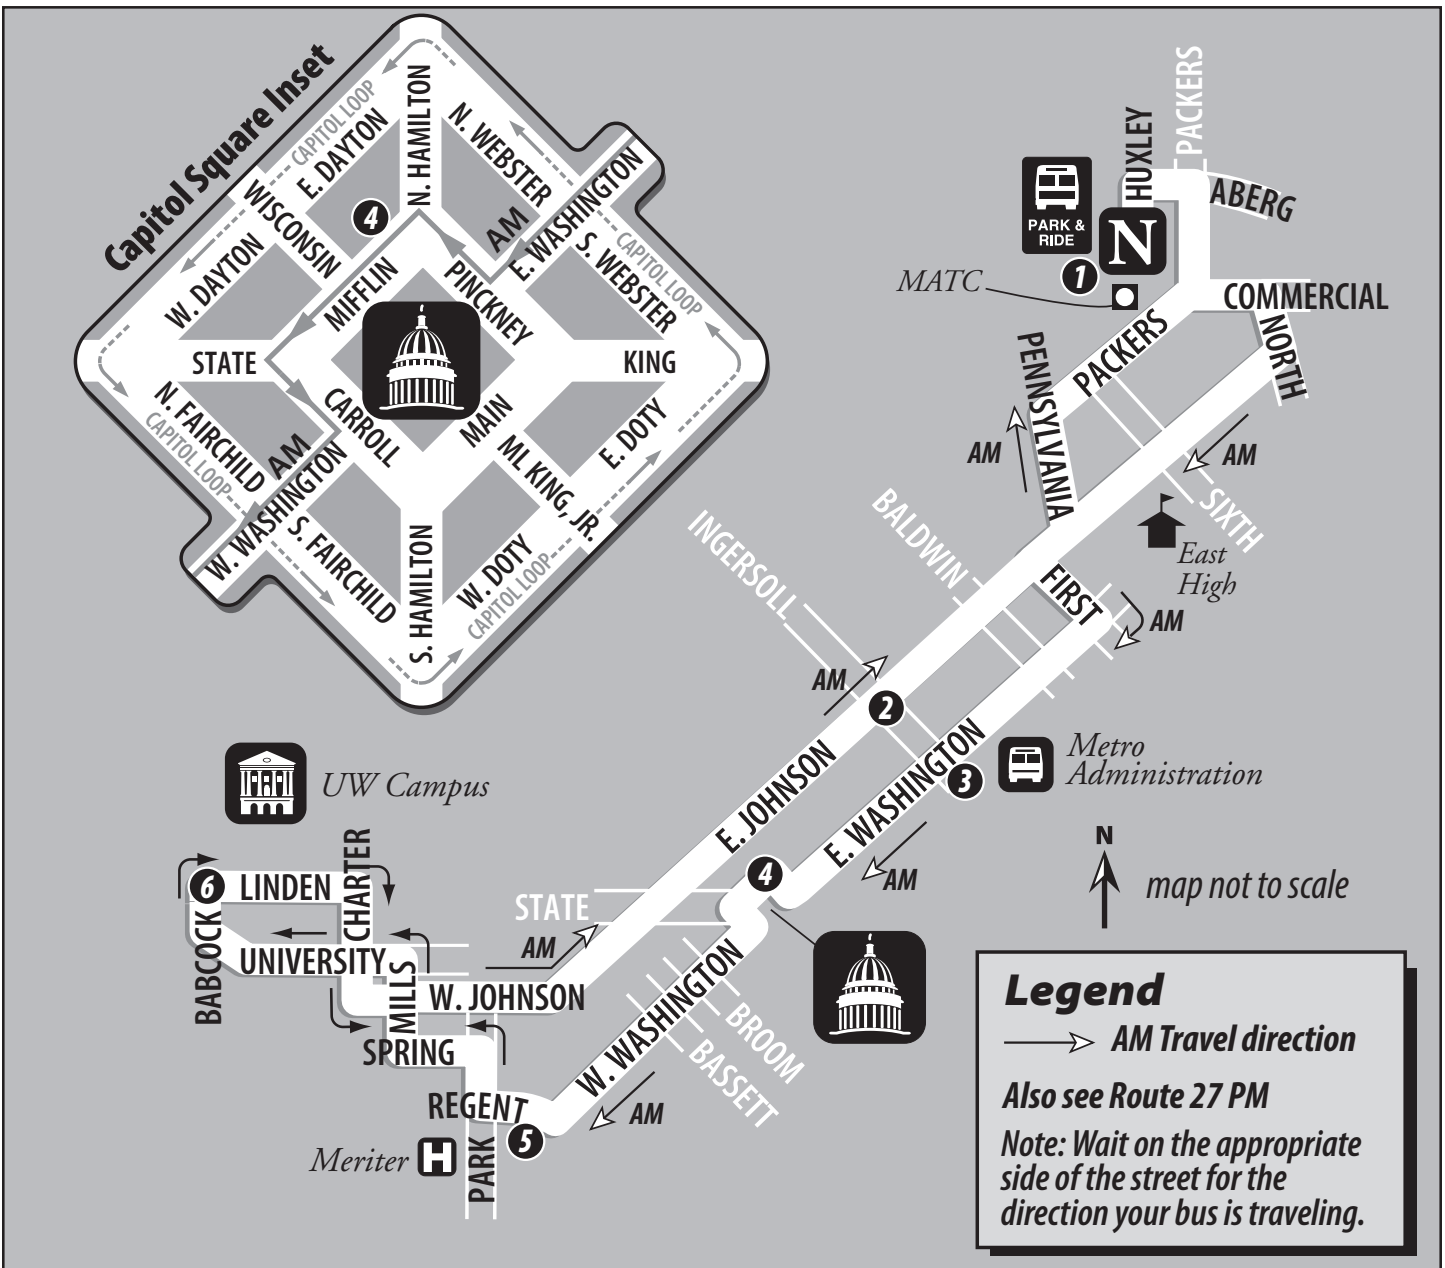 Capitol Square Inset
CAPITOL LOOP
E. DAYTON
N. HAMILTON
N. WEBSTER
E. WASHINGTON
AM
WISCONSIN
4
W. DAYTON
MIFFLIN
PINCKNEY
S. WEBSTER
CAPITOL LOOP
STATE
KING
N. FAIRCHILD
CAPITOL LOOP
CARROLL
MAIN
E. DOTY
AM
W. WASHINGTON
ML KING, JR.
S. FAIRCHILD
S. HAMILTON
W. DOTY
CAPITOL LOOP
PACKERS
HUXLEY
ABERG
PARK &
RIDE
N
1
MATC
COMMERCIAL
NORTH
PACKERS
PENNSYLVANIA
AM
AM
SIXTH
East
High
BALDWIN
INGERSOLL
FIRST
AM
AM
2
E. JOHNSON
E. WASHINGTON
3
Metro
Administration
AM
4
N
map not to scale
UW Campus
6
LINDEN
CHARTER
BABCOCK
UNIVERSITY
MILLS
W. JOHNSON
STATE
AM
SPRING
W. WASHINGTON
BROOM
BASSETT
AM
REGENT
5
Meriter
H
PARK
Legend
AM Travel direction
Also see Route 27 PM
Note: Wait on the appropriate
side of the street for the
direction your bus is traveling.